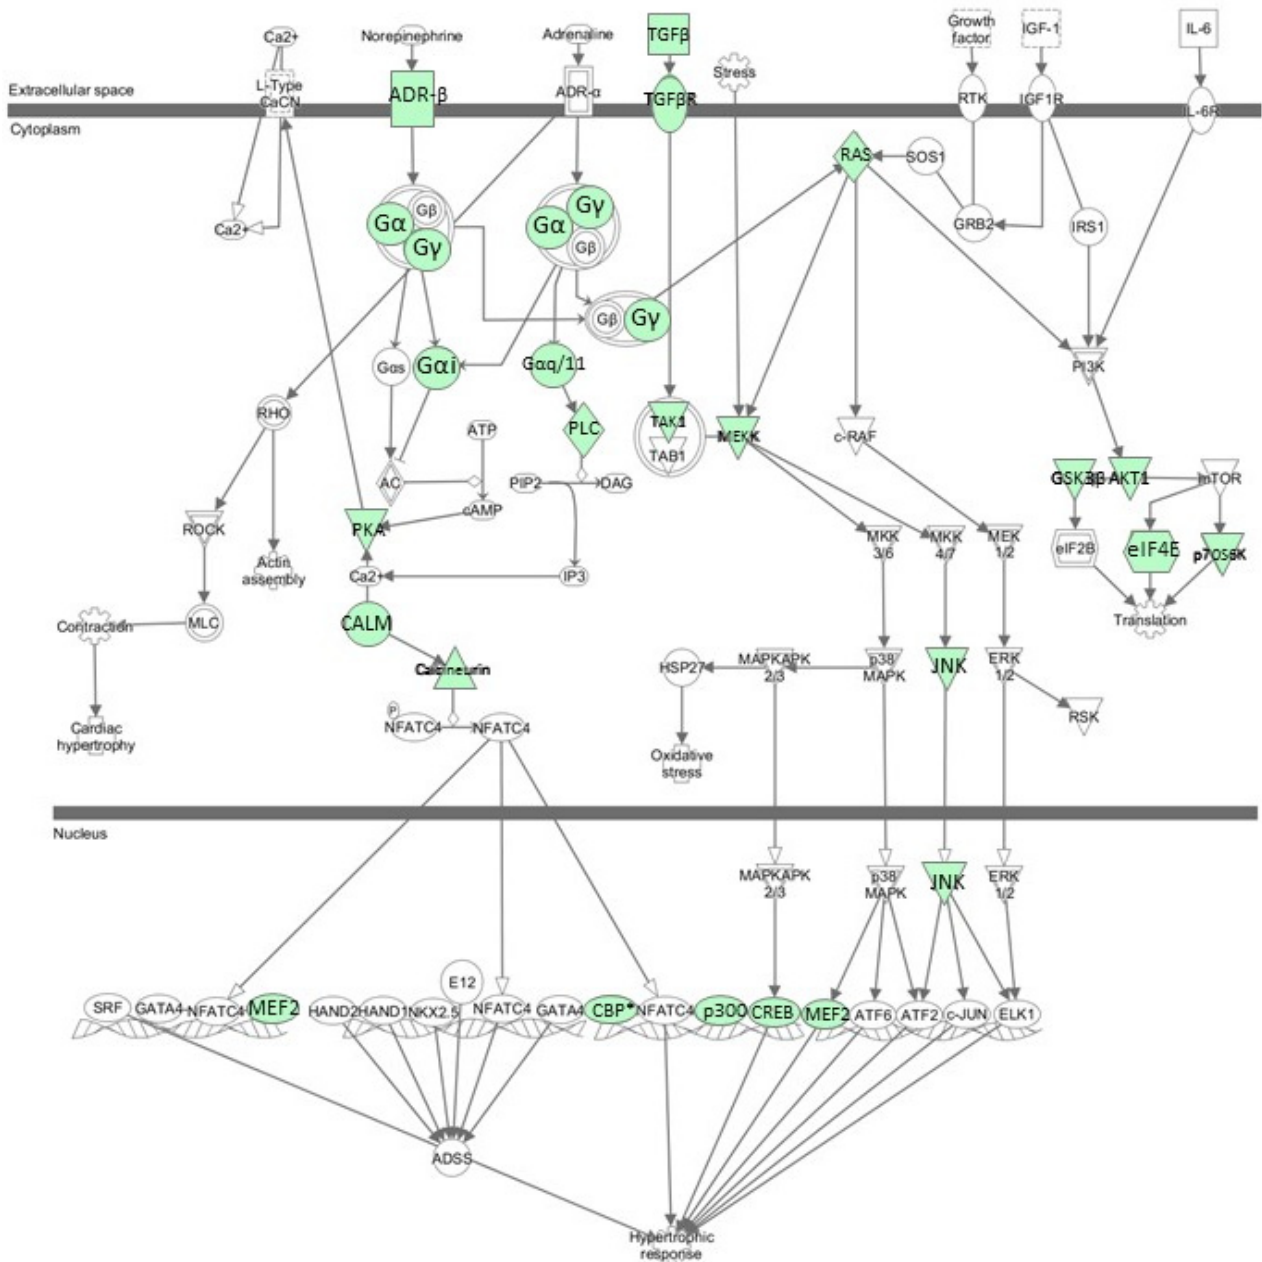 Ca2+
Norepinephrine
Adrenaline
TGFβ
Growth
factor
IGF-1
IL-6
Stress
Extracellular space
L-Type
CaCN
ADR-β
ADR-α
TGFβR
RTK
IGF1R
IL-6R
Cytoplasm
RAS
SOS1
Gα
Gβ
Gγ
Gα
Gγ
Gβ
Ca2+
GRB2
IRS1
Gβ
Gγ
Gαs
Gαi
Gαq/11
PI3K
RHO
ATP
PLC
TAK1
TAB1
MEKK
c-RAF
AC
PIP2
DAG
GSK3β
AKT1
mTOR
cAMP
ROCK
PKA
MKK
3/6
MKK
4/7
MEK
1/2
eIF2B
eIF4E
p70S6K
Actin
assembly
Ca2+
IP3
Contraction
MLC
CALM
Translation
Calcineurin
HSP27
MAPKAPK
2/3
p38
MAPK
JNK
ERK
1/2
RSK
P
NFATC4
NFATC4
Cardiac
hypertrophy
Oxidative
stress
Nucleus
MAPKAPK
2/3
p38
MAPK
JNK
ERK
1/2
E12
SRF
GATA4
NFATC4
MEF2
HAND2
HAND1
NKX2.5
NFATC4
GATA4
CBP*
NFATC4
p300
CREB
MEF2
ATF6
ATF2
c-JUN
ELK1
ADSS
Hypertrophic
response